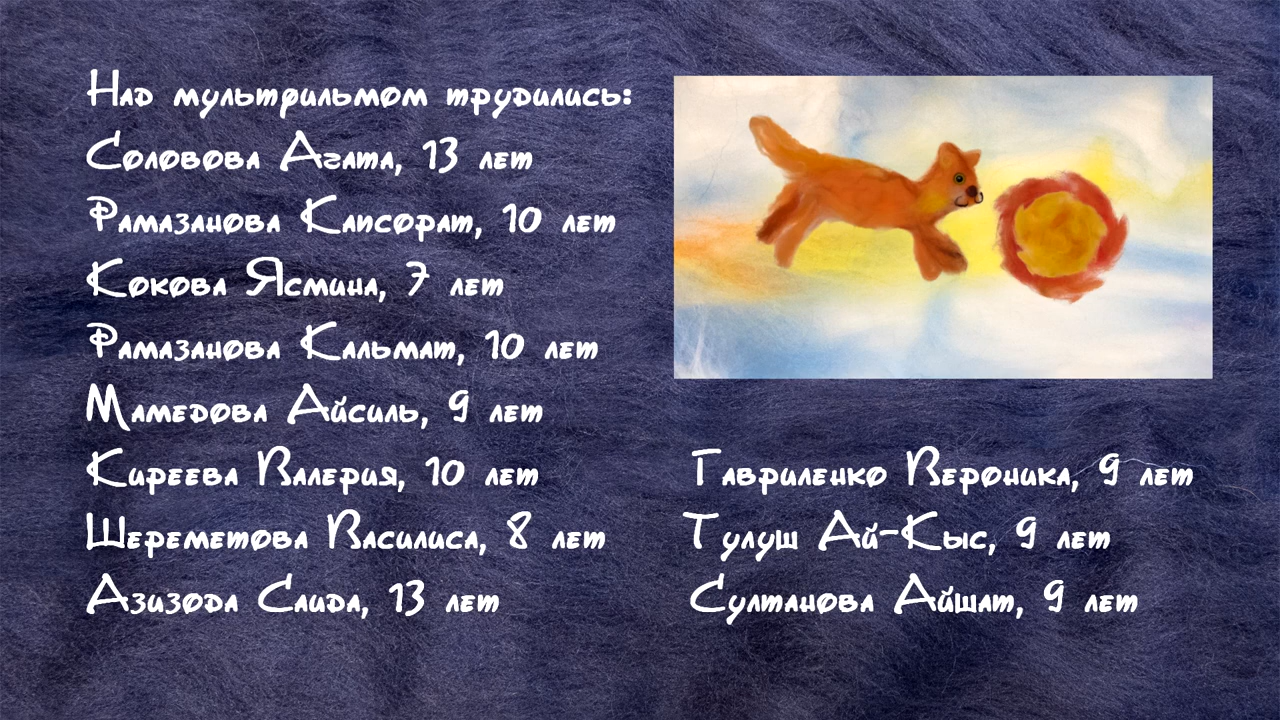 Над мультфильмом трудились:
Соловова Агата, 13 лет
Рамазанова Каисорат, 10 лет
Кокова Ясмина, 7 лет
Рамазанова Кальмат, 10 лет
Мамедова Айсиль, 9 лет
Киреева Валерия, 10 лет
Шереметова Василиса, 8 лет
Азизода Саида, 13 лет
Гавриленко Вероника, 9 лет
Тулуш Ай-Кыс, 9 лет
Султанова Айшат, 9 лет